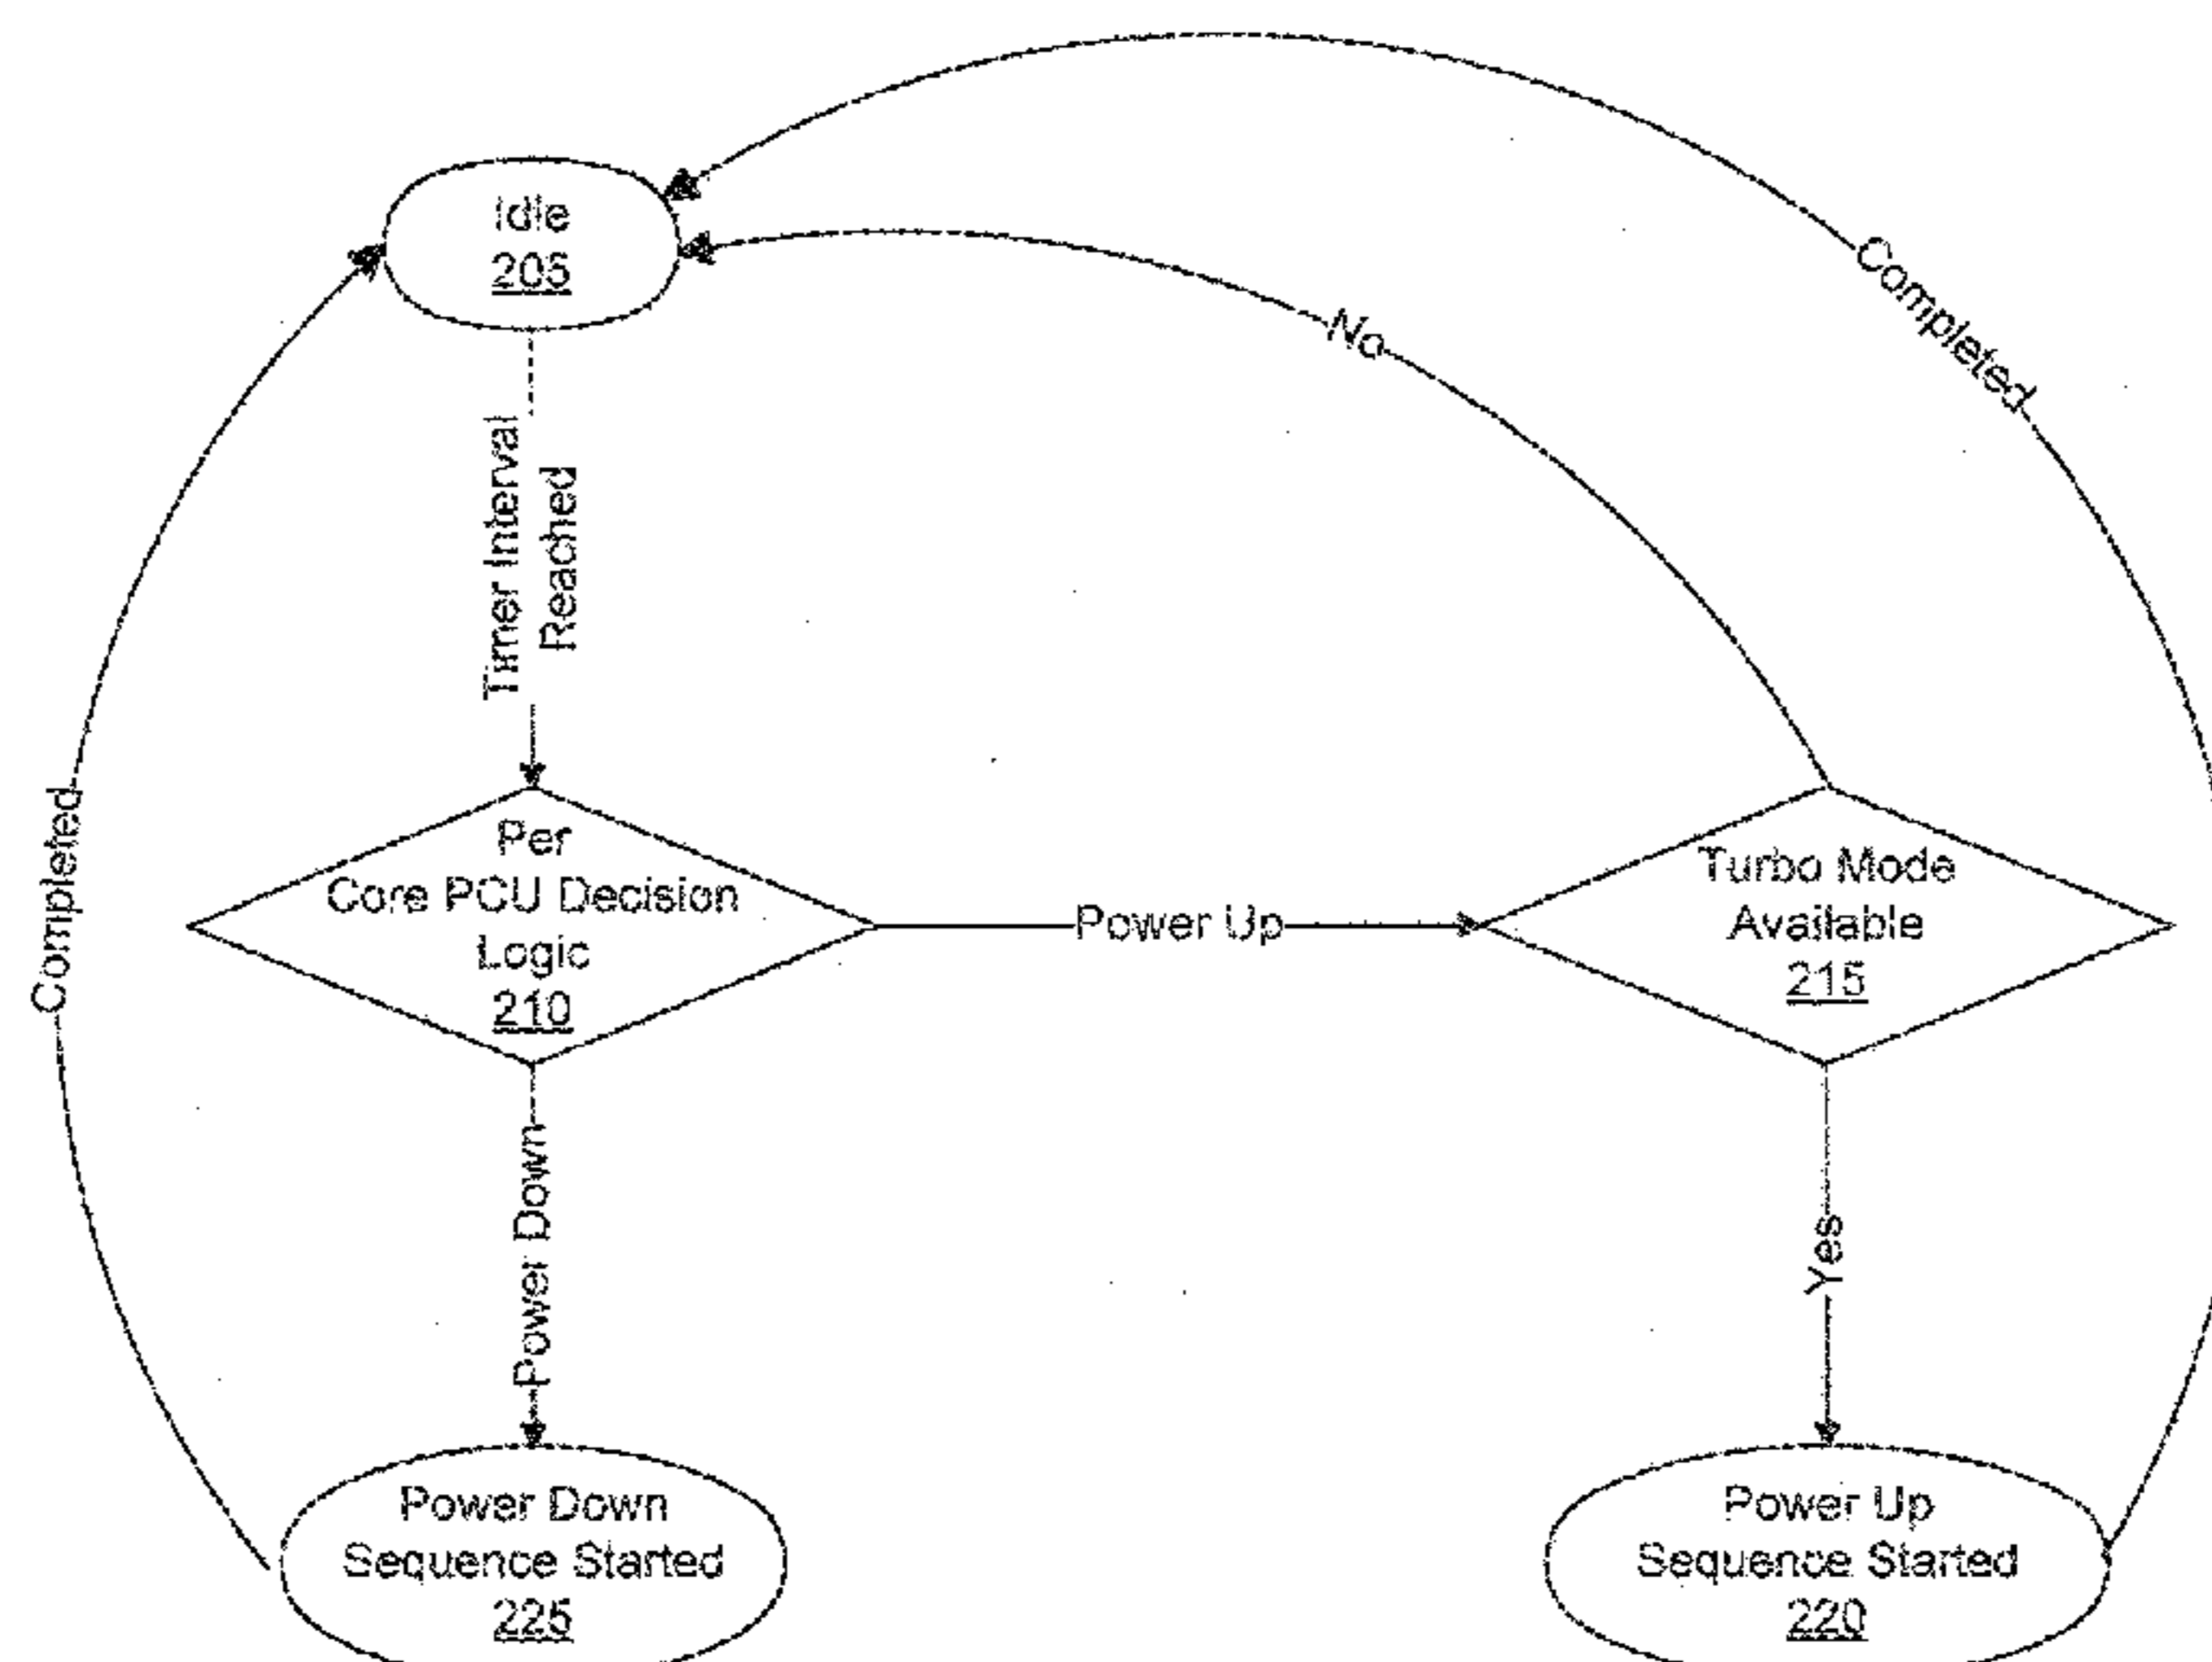 Idle
205
Completed
No
Timer Interval
Reached
Completed
Per
Core PCU Decision
Logic
210
Power Up
Turbo Mode
Available
215
Power Down
Yes
Power Down
Sequence Started
225
Power Up
Sequence Started
220